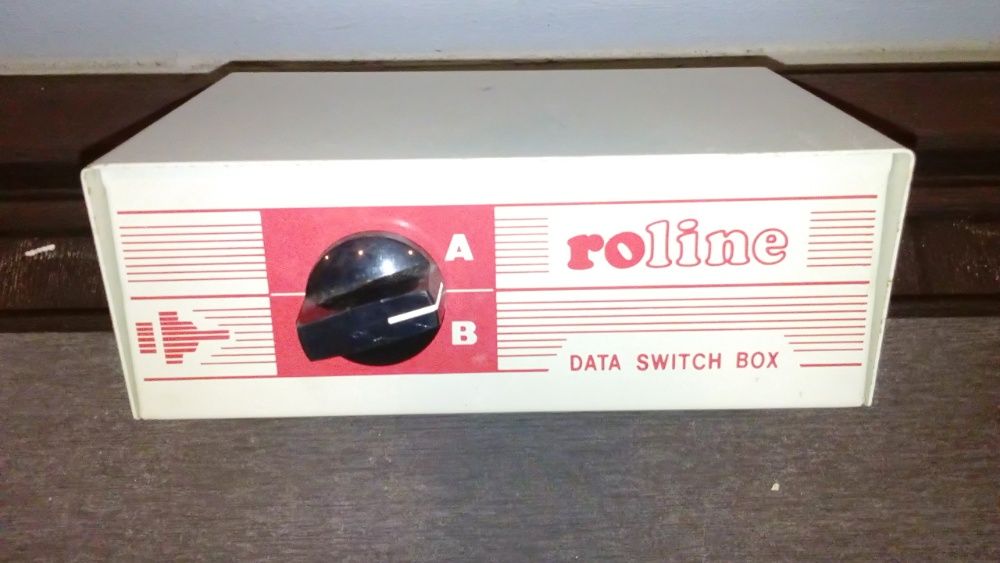 A
roline
B
DATA SWITCH BOX